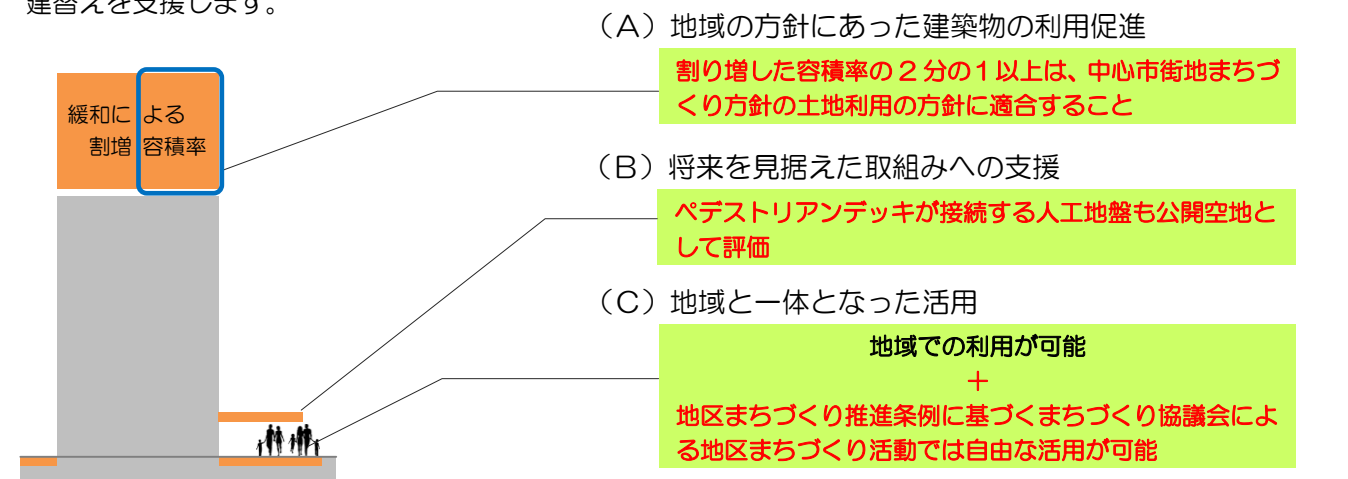 建替えを支援します。
（Ａ）地域の方針にあった建築物の利用促進
割り増した容積率の２分の１以上は、中心市街地まちづ
くり方針の土地利用の方針に適合すること
緩和による
割増容積率
（Ｂ）将来を見据えた取組みへの支援
ペデストリアンデッキが接続する人工地盤も公開空地と
して評価
（Ｃ）地域と一体となった活用
地域での利用が可能
＋
地区まちづくり推進条例に基づくまちづくり協議会によ
る地区まちづくり活動では自由な活用が可能